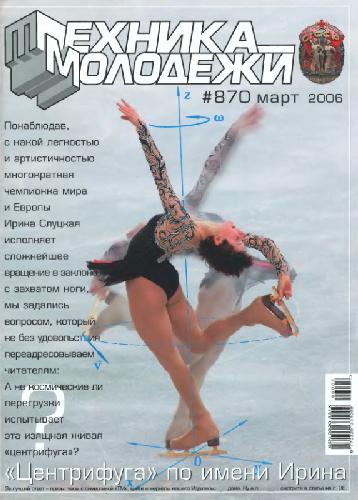 ТЕХНИКА
МОЛОДЕЖИ
#870 март 2006
z
ω
Понаблюдав,
с какой легкостью
и артистичностью
многократная
чемпионка мира
и Европы
Ирина Слуцкая
исполняет
сложнейшее
вращение в заклоне
с захватом ноги,
мы задались
вопросом, который
не без удовольствия
переадресовываем
читателям:
А не космические ли
перегрузки
испытывает
эта изящная живая
«центрифуга»?
v
?
0
«Центрифуга» по имени Ирина